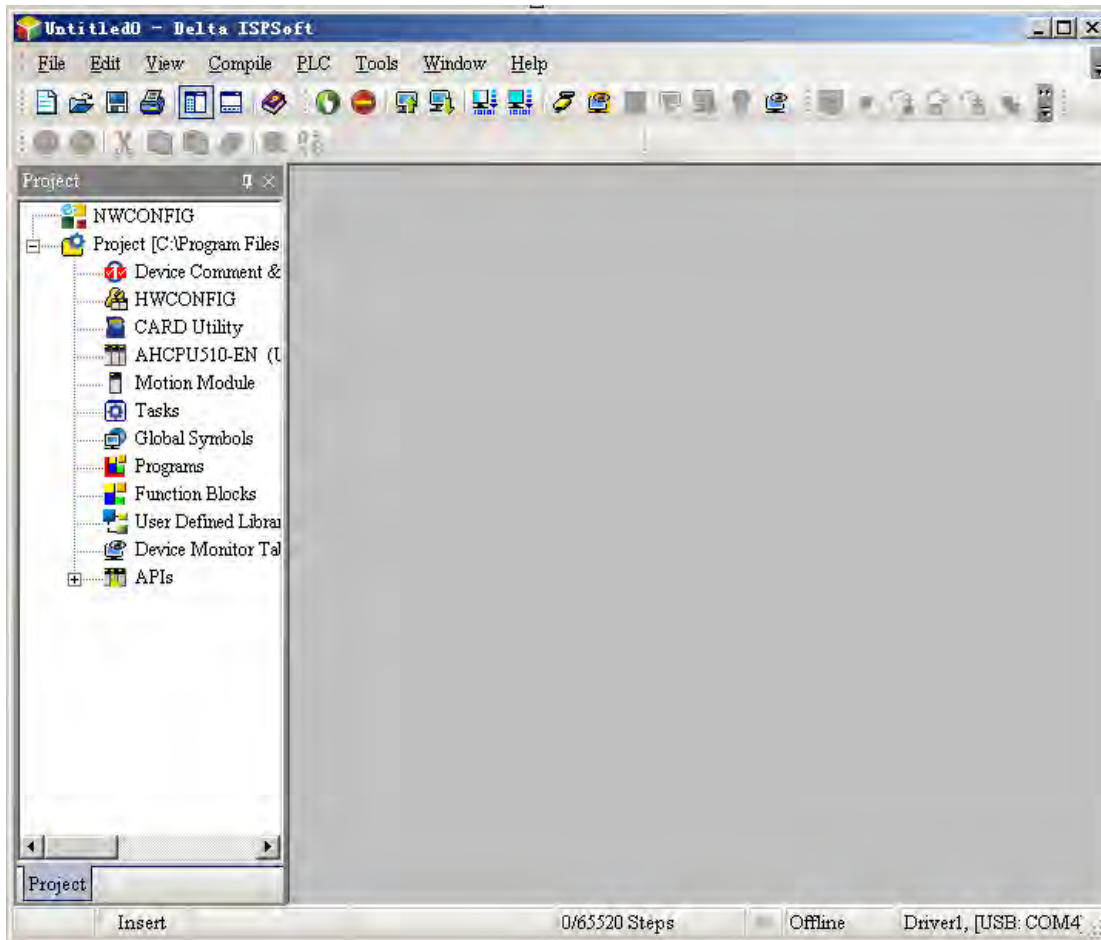 Untitled0 - Delta ISPSoft
File Edit View Compile PLC Tools Window Help
Project
NWCONFIG
Project [C:\Program Files
Device Comment &
HWCONFIG
CARD Utility
AHCPU510-EN (U
Motion Module
Tasks
Global Symbols
Programs
Function Blocks
User Defined Librar
Device Monitor Tal
APIs
Project
Insert 0/65520 Steps Offline Driver1, [USB: COM4